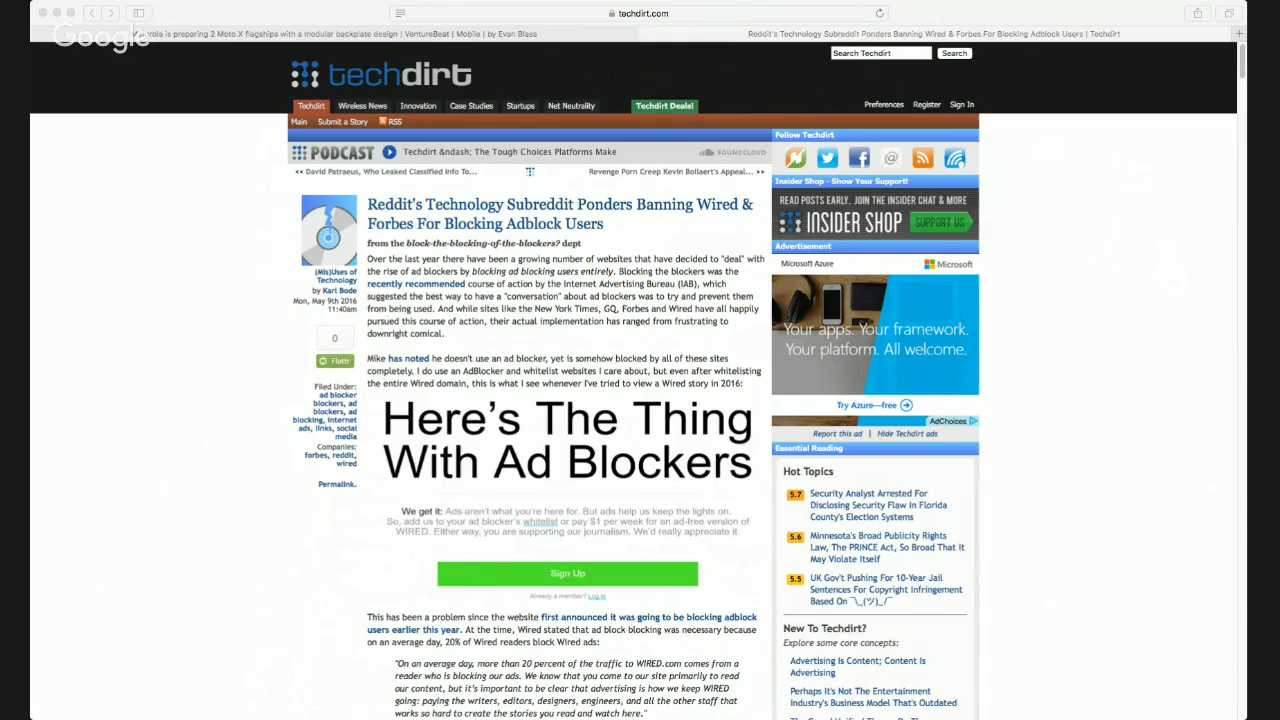 techdirt.com
Google
rola is preparing 2 Moto X flagships with a modular backplate design | VentureBeat | Mobile | by Evan Blass
Reddit's Technology Subreddit Ponders Banning Wired & Forbes For Blocking Adblock Users | Techdirt
Search Techdirt
Search
techdirt
Techdirt
Wireless News
Innovation
Case Studies
Startups
Net Neutrality
Techdirt Deals!
Preferences
Register
Sign In
Main
Submit a Story
RSS
PODCAST
Techdirt &ndash; The Tough Choices Platforms Make
SOUNDCLOUD
<< David Patraeus, Who Leaked Classified Info To...
Revenge Porn Creep Kevin Bollaert's Appeal... >>
Reddit's Technology Subreddit Ponders Banning Wired &
Forbes For Blocking Adblock Users
from the block-the-blocking-of-the-blockers? dept
(Mis)Uses of
Technology
by Karl Bode
Mon, May 9th 2016
11:40am
0
Flattr
Filed Under:
ad blocker
blockers, ad
blockers, ad
blocking, internet
ads, links, social
media
Companies:
forbes, reddit,
wired
Permalink.
Over the last year there have been a growing number of websites that have decided to "deal" with
the rise of ad blockers by blocking ad blocking users entirely. Blocking the blockers was the
recently recommended course of action by the Internet Advertising Bureau (IAB), which
suggested the best way to have a "conversation" about ad blockers was to try and prevent them
from being used. And while sites like the New York Times, GQ, Forbes and Wired have all happily
pursued this course of action, their actual implementation has ranged from frustrating to
downright comical.
Mike has noted he doesn't use an ad blocker, yet is somehow blocked by all of these sites
completely. I do use an AdBlocker and whitelist websites I care about, but even after whitelisting
the entire Wired domain, this is what I see whenever I've tried to view a Wired story in 2016:
Here's The Thing
With Ad Blockers
We get it: Ads aren't what you're here for. But ads help us keep the lights on.
So, add us to your ad blocker's whitelist or pay $1 per week for an ad-free version of
WIRED. Either way, you are supporting our journalism. We'd really appreciate it.
Sign Up
Already a member? Log in
This has been a problem since the website first announced it was going to be blocking adblock
users earlier this year. At the time, Wired stated that ad block blocking was necessary because
on an average day, 20% of Wired readers block Wired ads:
"On an average day, more than 20 percent of the traffic to WIRED.com comes from a
reader who is blocking our ads. We know that you come to our site primarily to read
our content, but it's important to be clear that advertising is how we keep WIRED
going: paying the writers, editors, designers, engineers, and all the other staff that
works so hard to create the stories you read and watch here."
Follow Techdirt
Insider Shop - Show Your Support!
READ POSTS EARLY, JOIN THE INSIDER CHAT & MORE
INSIDER SHOP
SUPPORT US
Advertisement
Microsoft Azure
Microsoft
Your apps. Your framework.
Your platform. All welcome.
Try Azure—free
AdChoices
Report this ad | Hide Techdirt ads
Essential Reading
Hot Topics
5.7
Security Analyst Arrested For
Disclosing Security Flaw In Florida
County's Election Systems
5.6
Minnesota's Broad Publicity Rights
Law, The PRINCE Act, So Broad That It
May Violate Itself
5.5
UK Gov't Pushing For 10-Year Jail
Sentences For Copyright Infringement
Based On ¯\_(ツ)_/¯
New To Techdirt?
Explore some core concepts:
Advertising Is Content; Content Is
Advertising
Perhaps It's Not The Entertainment
Industry's Business Model That's Outdated